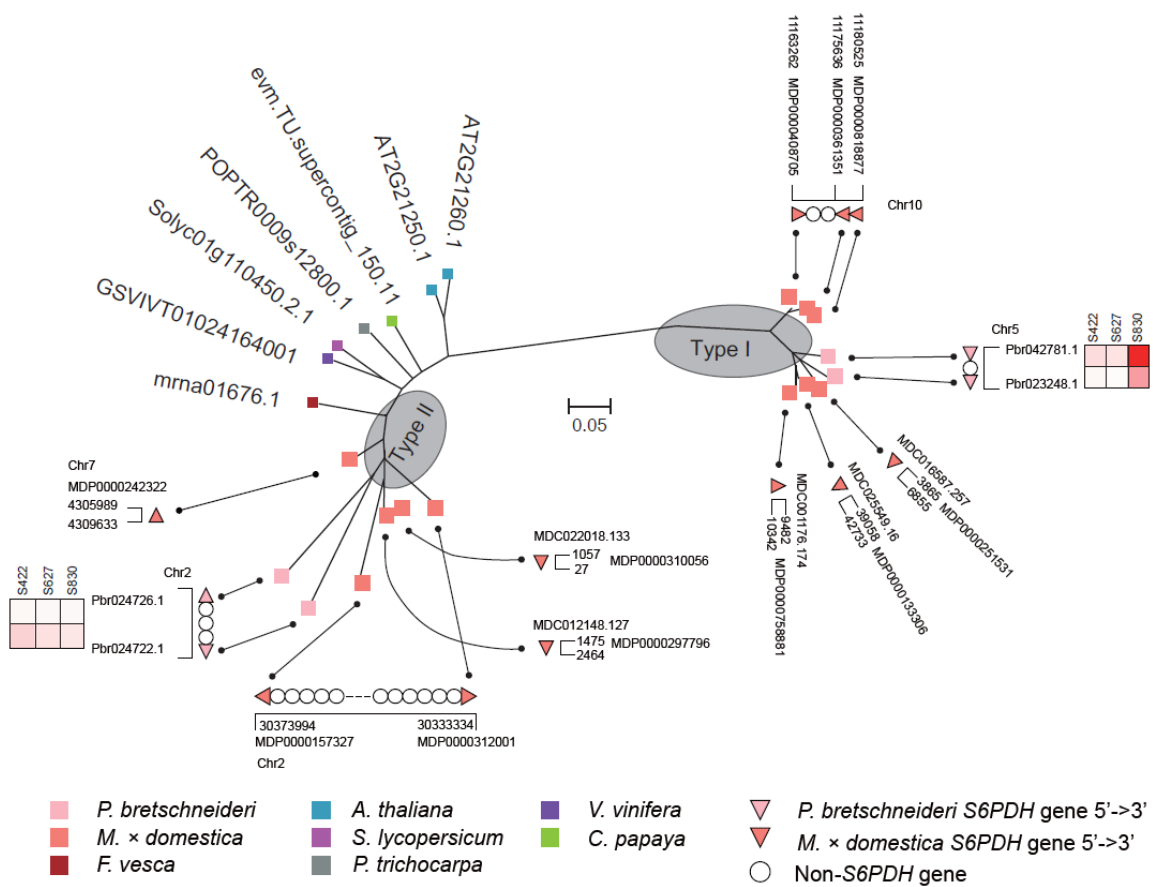 11163262 MDP0000408705
11175636 MDP0000361351
11180525 MDP0000818877
Chr10
evm.TU.supercontig_150.11
AT2G21250.1
AT2G21260.1
POPTR0009s12800.1
Solyc01g110450.2.1
GSVIVT01024164001
mrna01676.1
Type I
Type II
0.05
Chr5
Pbr042781.1
Pbr023248.1
S422
S627
S830
MDC016587.257
3865 MDP0000251531
6855
MDC025549.16
39058 MDP0000133306
42733
MDC001176.174
9482 MDP0000758881
10342
Chr7
MDP0000242322
4305989
4309633
MDC022018.133
1057 MDP0000310056
27
MDC012148.127
1475 MDP0000297796
2464
S422
S627
S830
Chr2
Pbr024726.1
Pbr024722.1
30373994 30333334
MDP0000157327 MDP0000312001
Chr2
P. bretschneideri A. thaliana V. vinifera P. bretschneideri S6PDH gene 5’->3’
M. × domestica S. lycopersicum C. papaya M. × domestica S6PDH gene 5’->3’
F. vesca P. trichocarpa Non-S6PDH gene